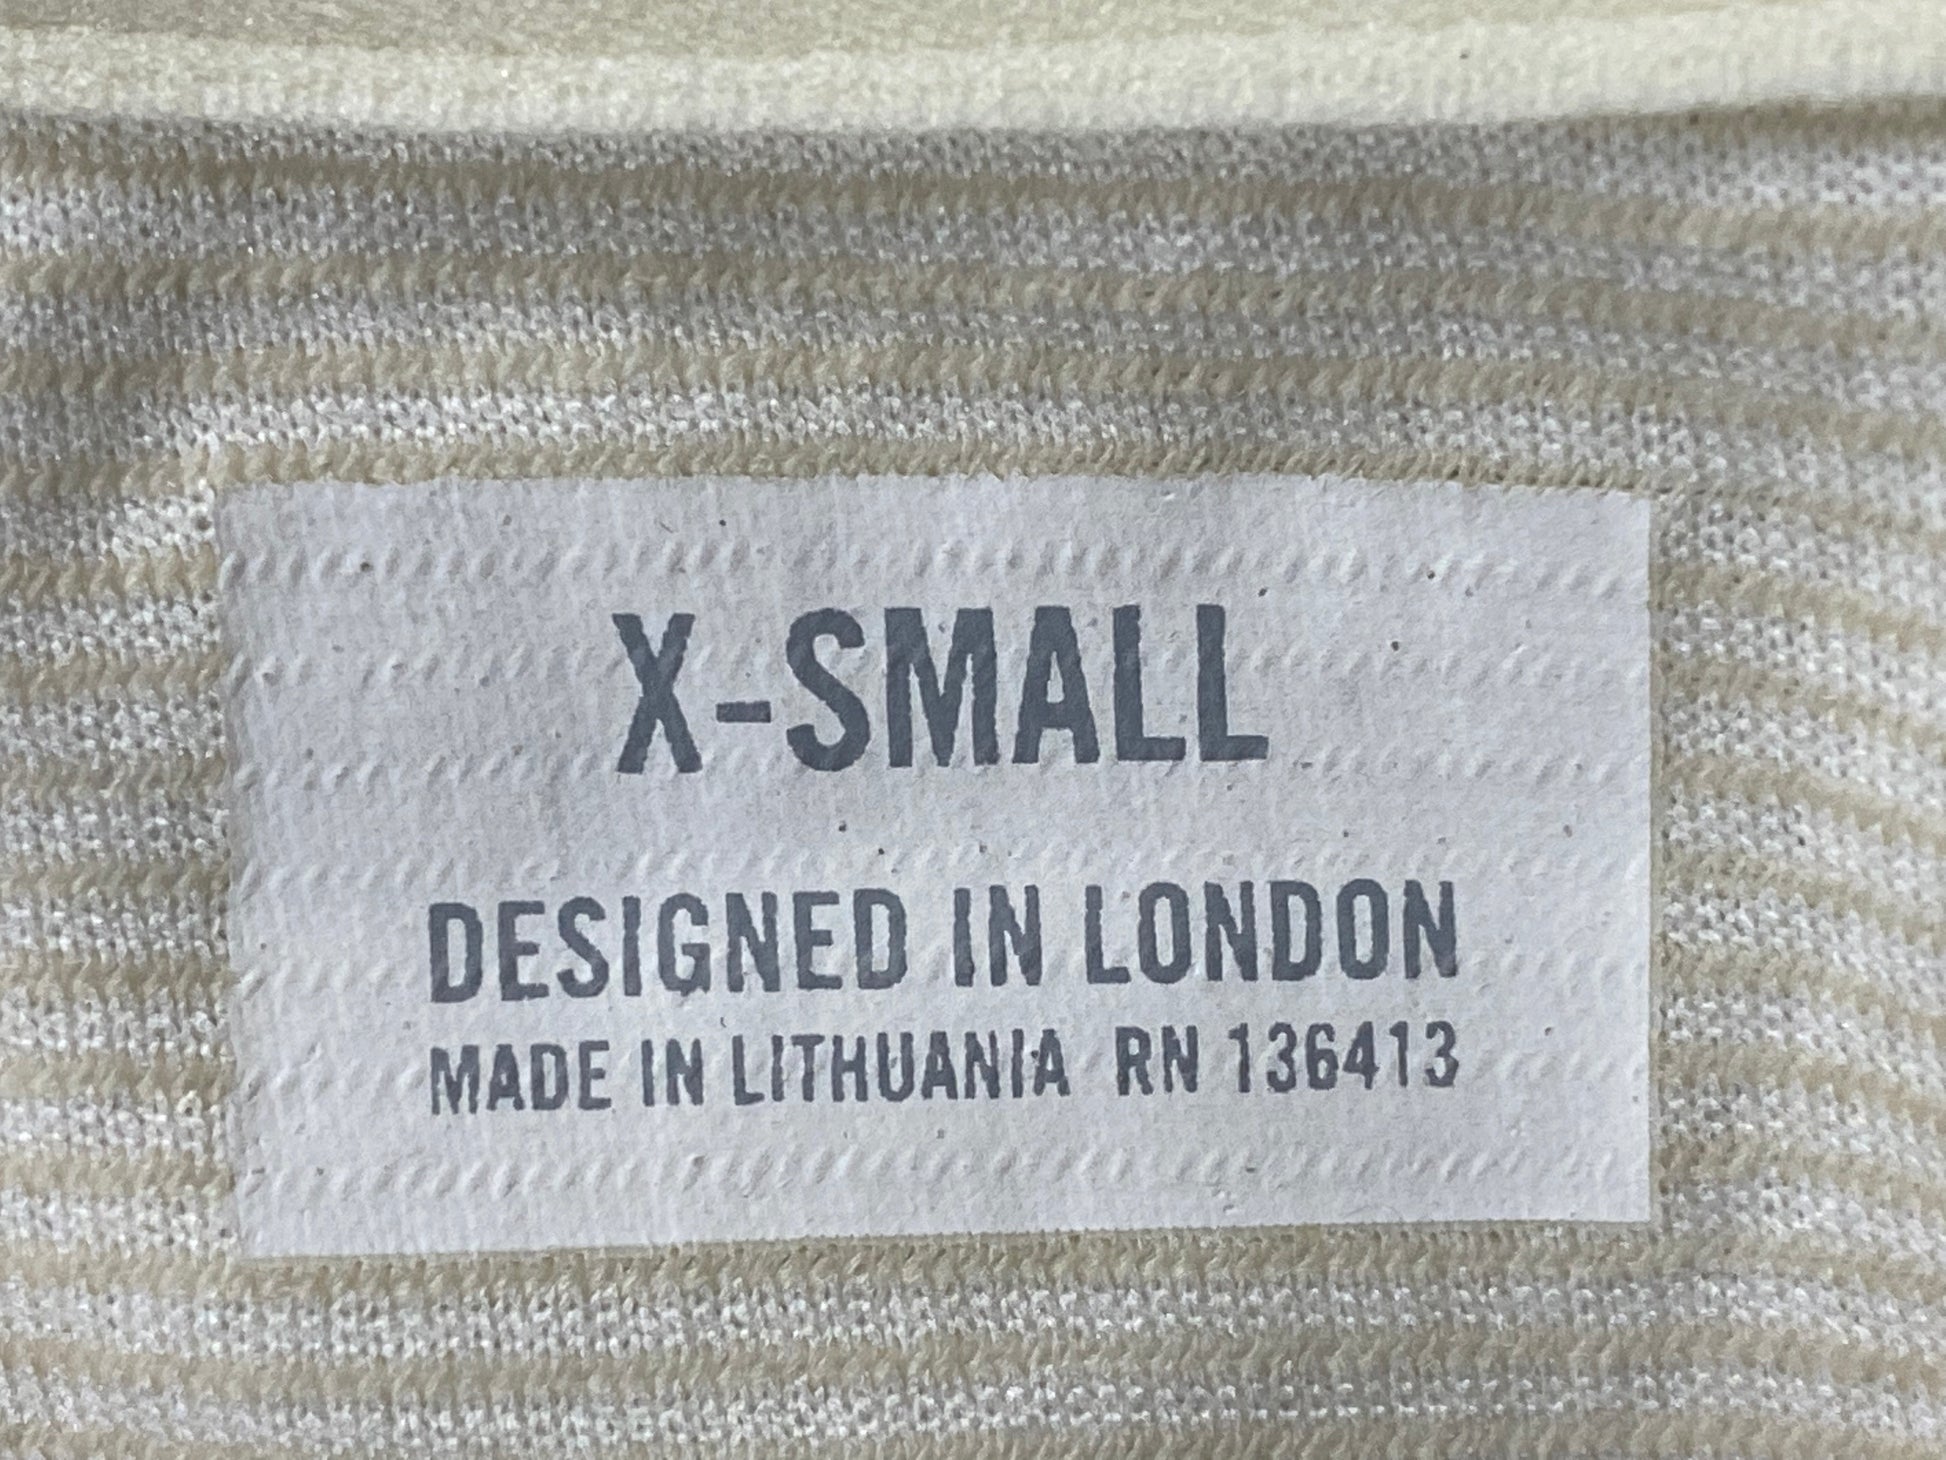 X-SMALL
DESIGNED IN LONDON
MADE IN LITHUANIA RN 136413